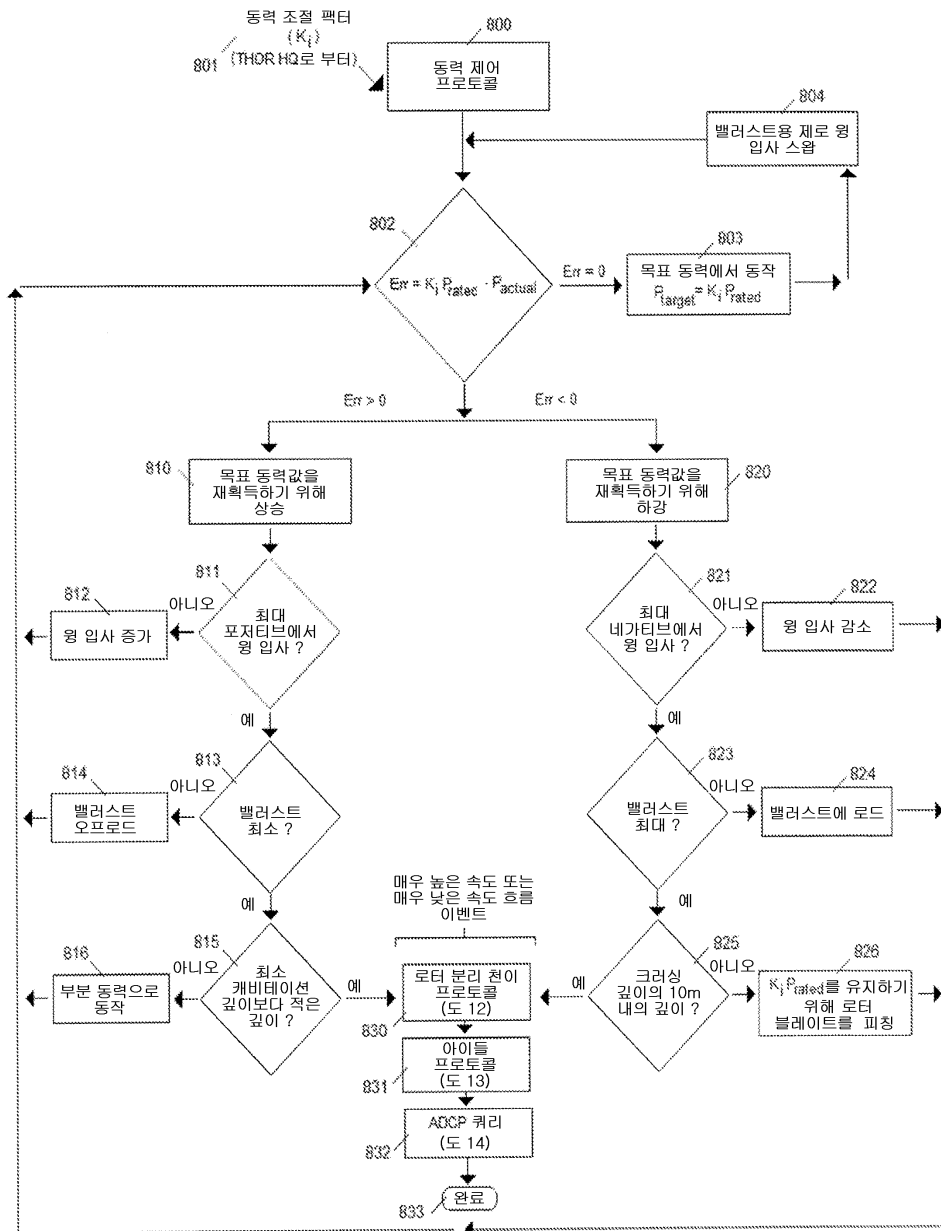 동력 조절 팩터
(K_i)
(THOR HQ로 부터)
801
800
동력 제어
프로토콜
804
밸러스트용 제로 윙
입사 스왑
802
Err = K_i P_rated - P_actual
Err = 0
803
목표 동력에서 동작
P_target = K_i P_rated
Err > 0
Err < 0
810
목표 동력값을
재획득하기 위해
상승
목표 동력값을
재획득하기 위해
하강
820
811
최대
포저티브에서
윙 입사 ?
아니오
812
윙 입사 증가
821
최대
네가티브에서
윙 입사 ?
아니오
822
윙 입사 감소
예
예
813
밸러스트
최소 ?
아니오
814
밸러스트
오프로드
823
밸러스트
최대 ?
아니오
824
밸러스트에 로드
예
예
매우 높은 속도 또는
매우 낮은 속도 흐름
이벤트
815
최소
캐비테이션
깊이보다 적은
깊이 ?
아니오
816
부분 동력으로
동작
예
로터 분리 천이
프로토콜
(도 12)
830
예
825
크러싱
깊이의 10m
내의 깊이 ?
아니오
826
K_i P_rated를 유지하기
위해 로터
블레이트를 피칭
아이들
프로토콜
(도 13)
831
ADCP 쿼리
(도 14)
832
완료
833